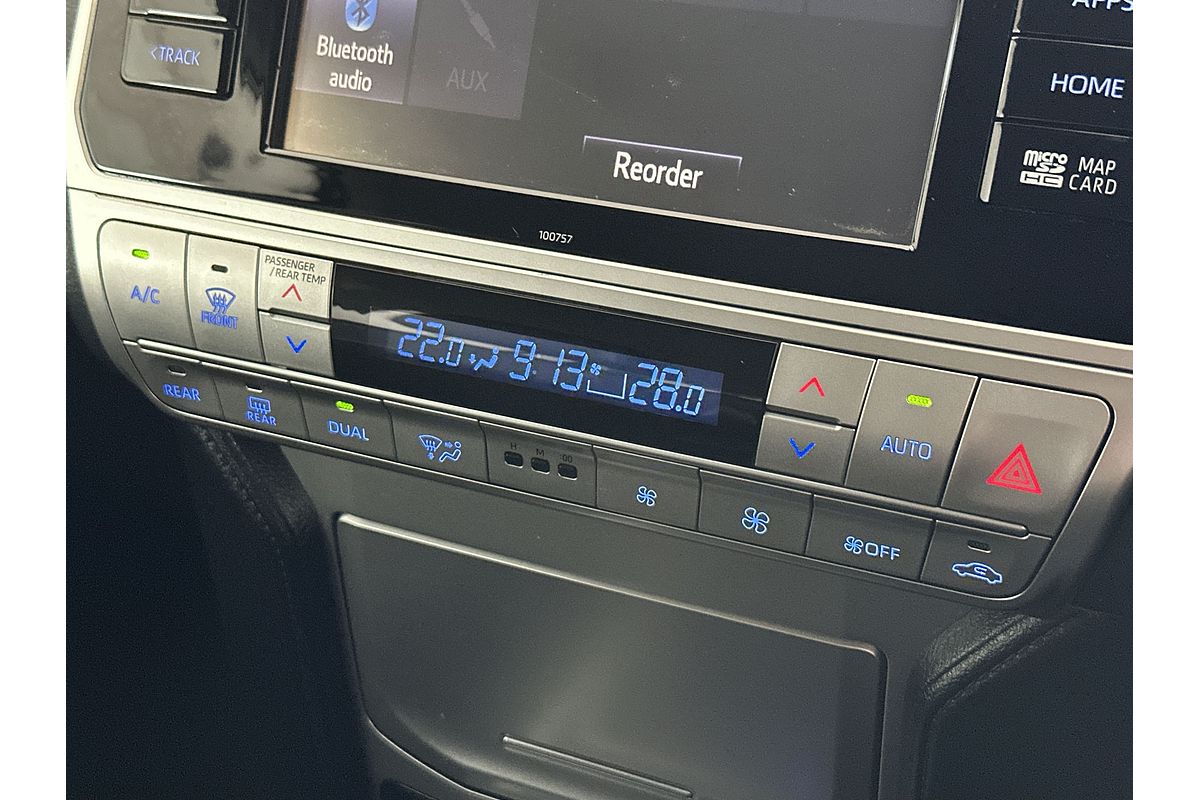 APPS
<TRACK
Bluetooth
audio
AUX
HOME
Reorder
micro
SD
HC
MAP
CARD
100757
A/C
FRONT
PASSENGER
/REAR TEMP
22.0 9:13 28.0
AUTO
REAR
REAR
DUAL
H M :00
OFF